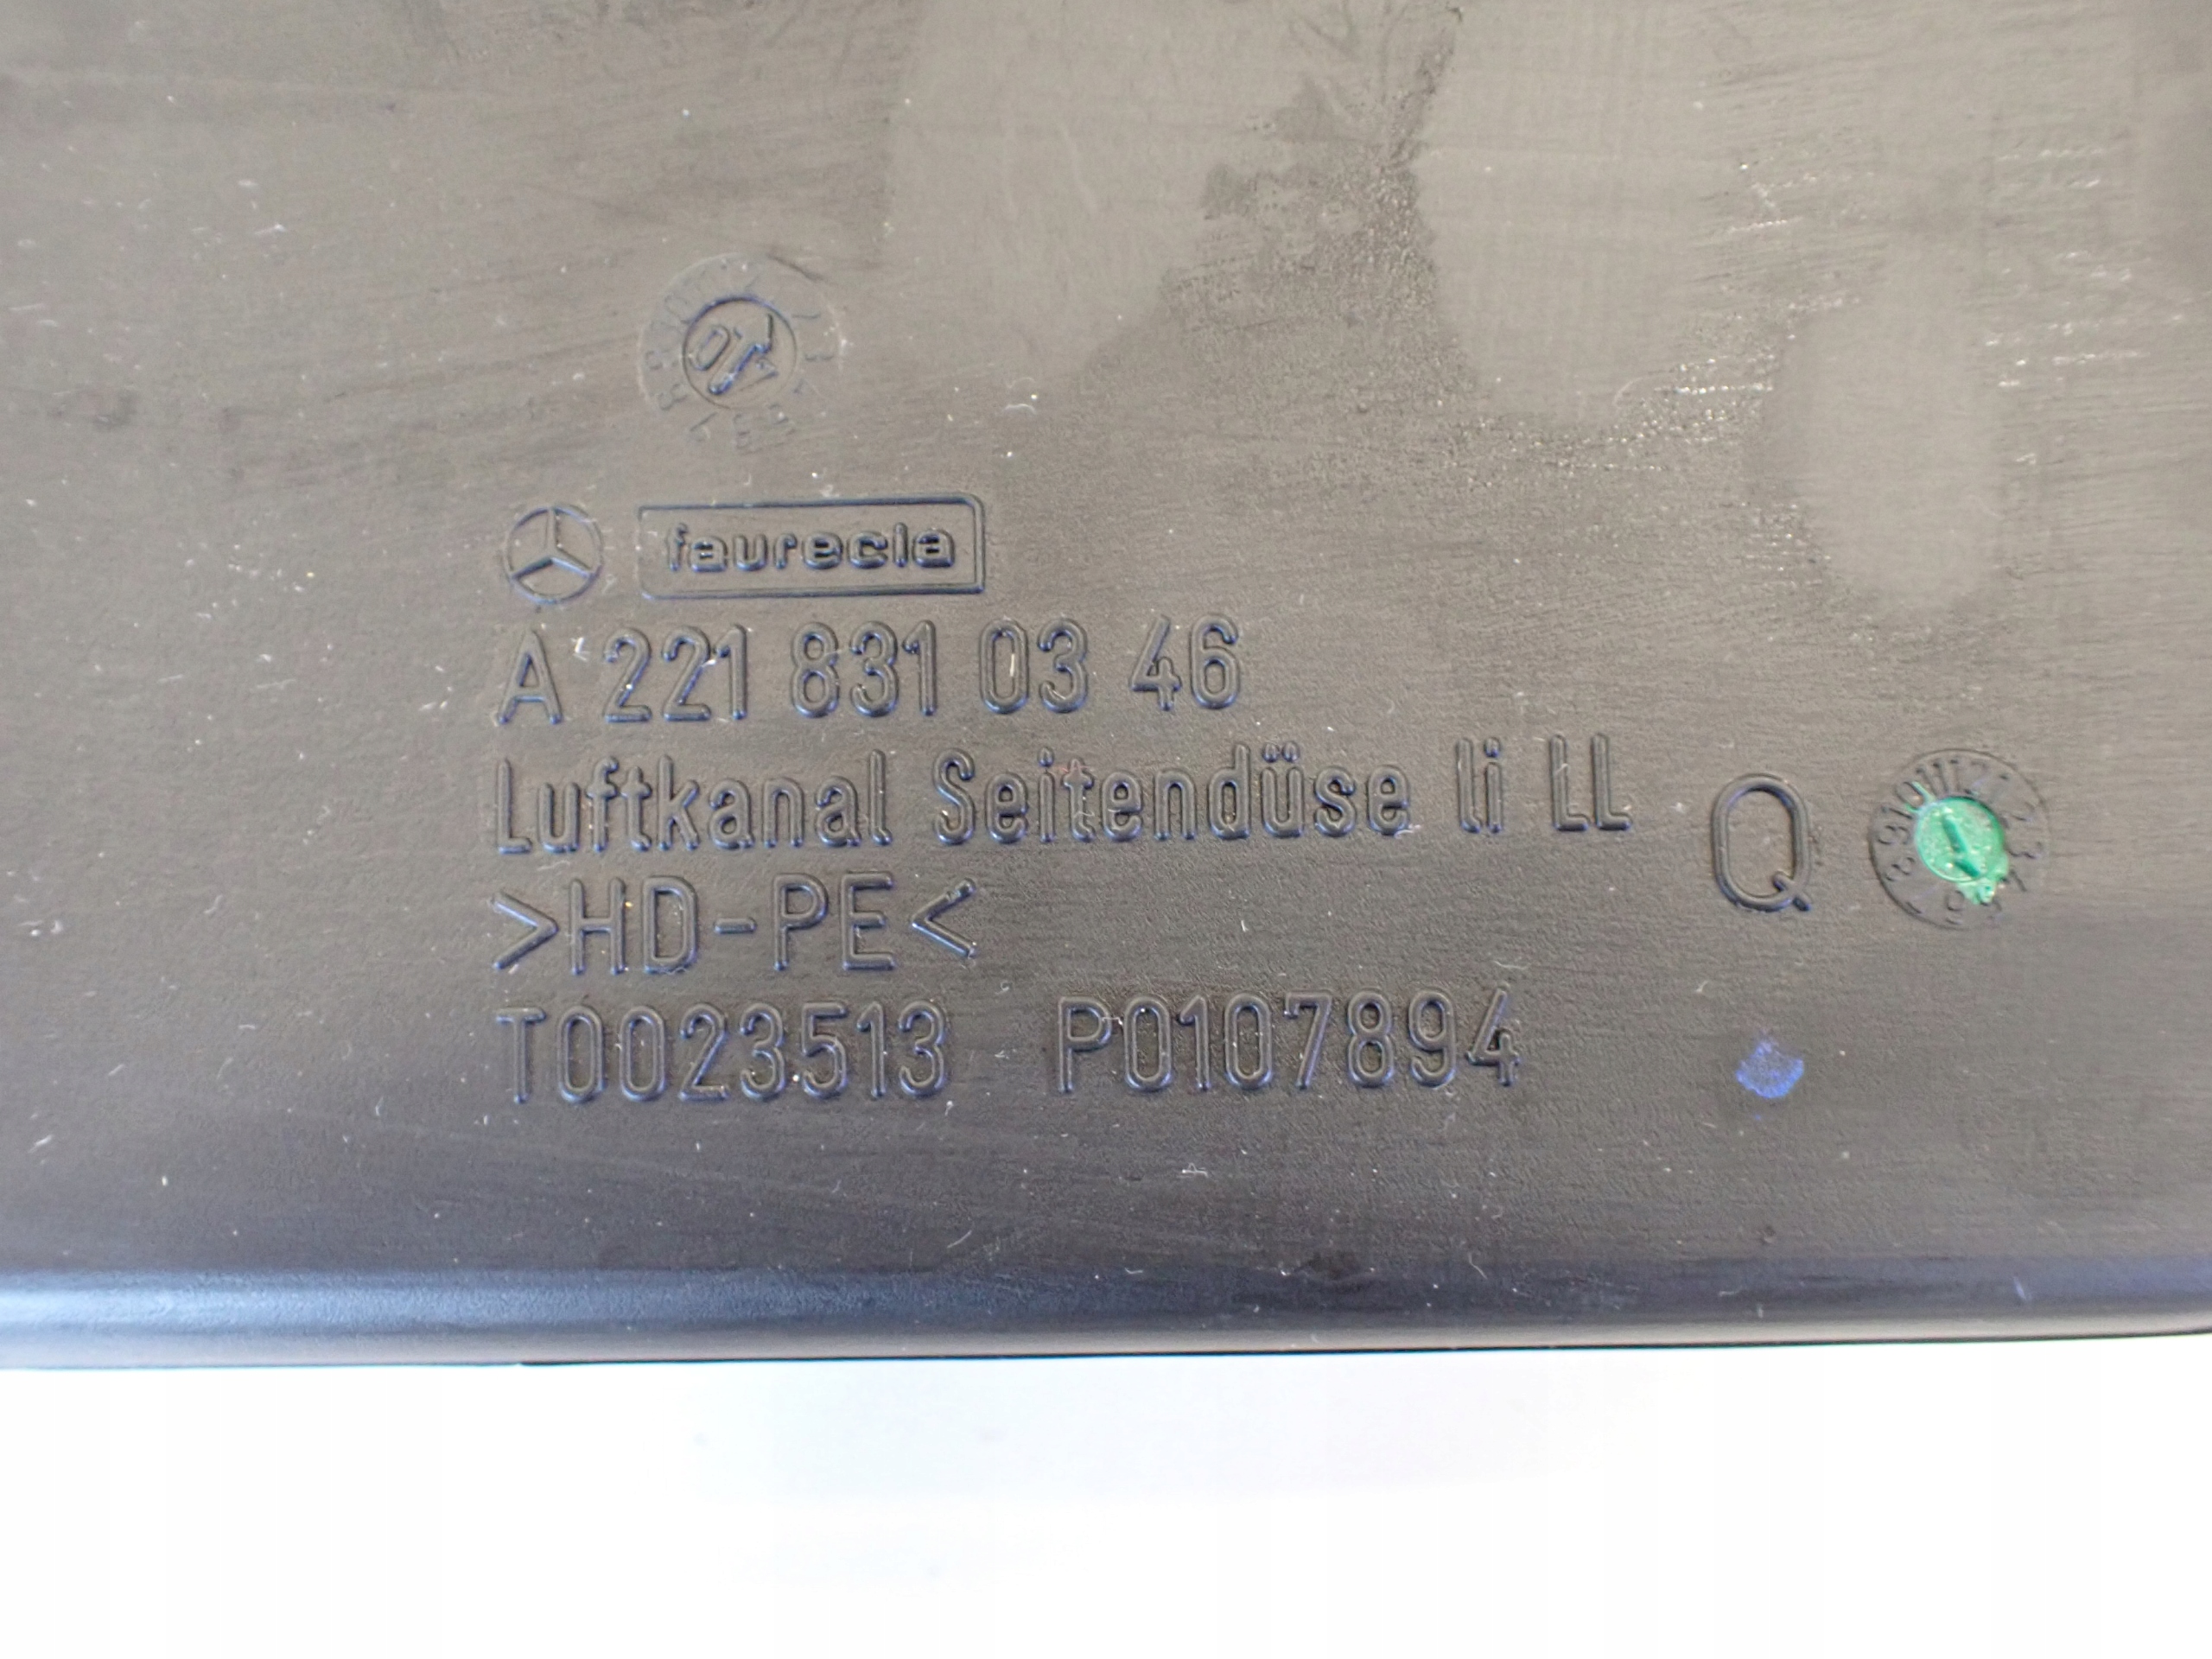 faurecia
A 221 831 03 46
Luftkanal Seitendüse li LL
>HD-PE<
Q
T0023513 P0107894